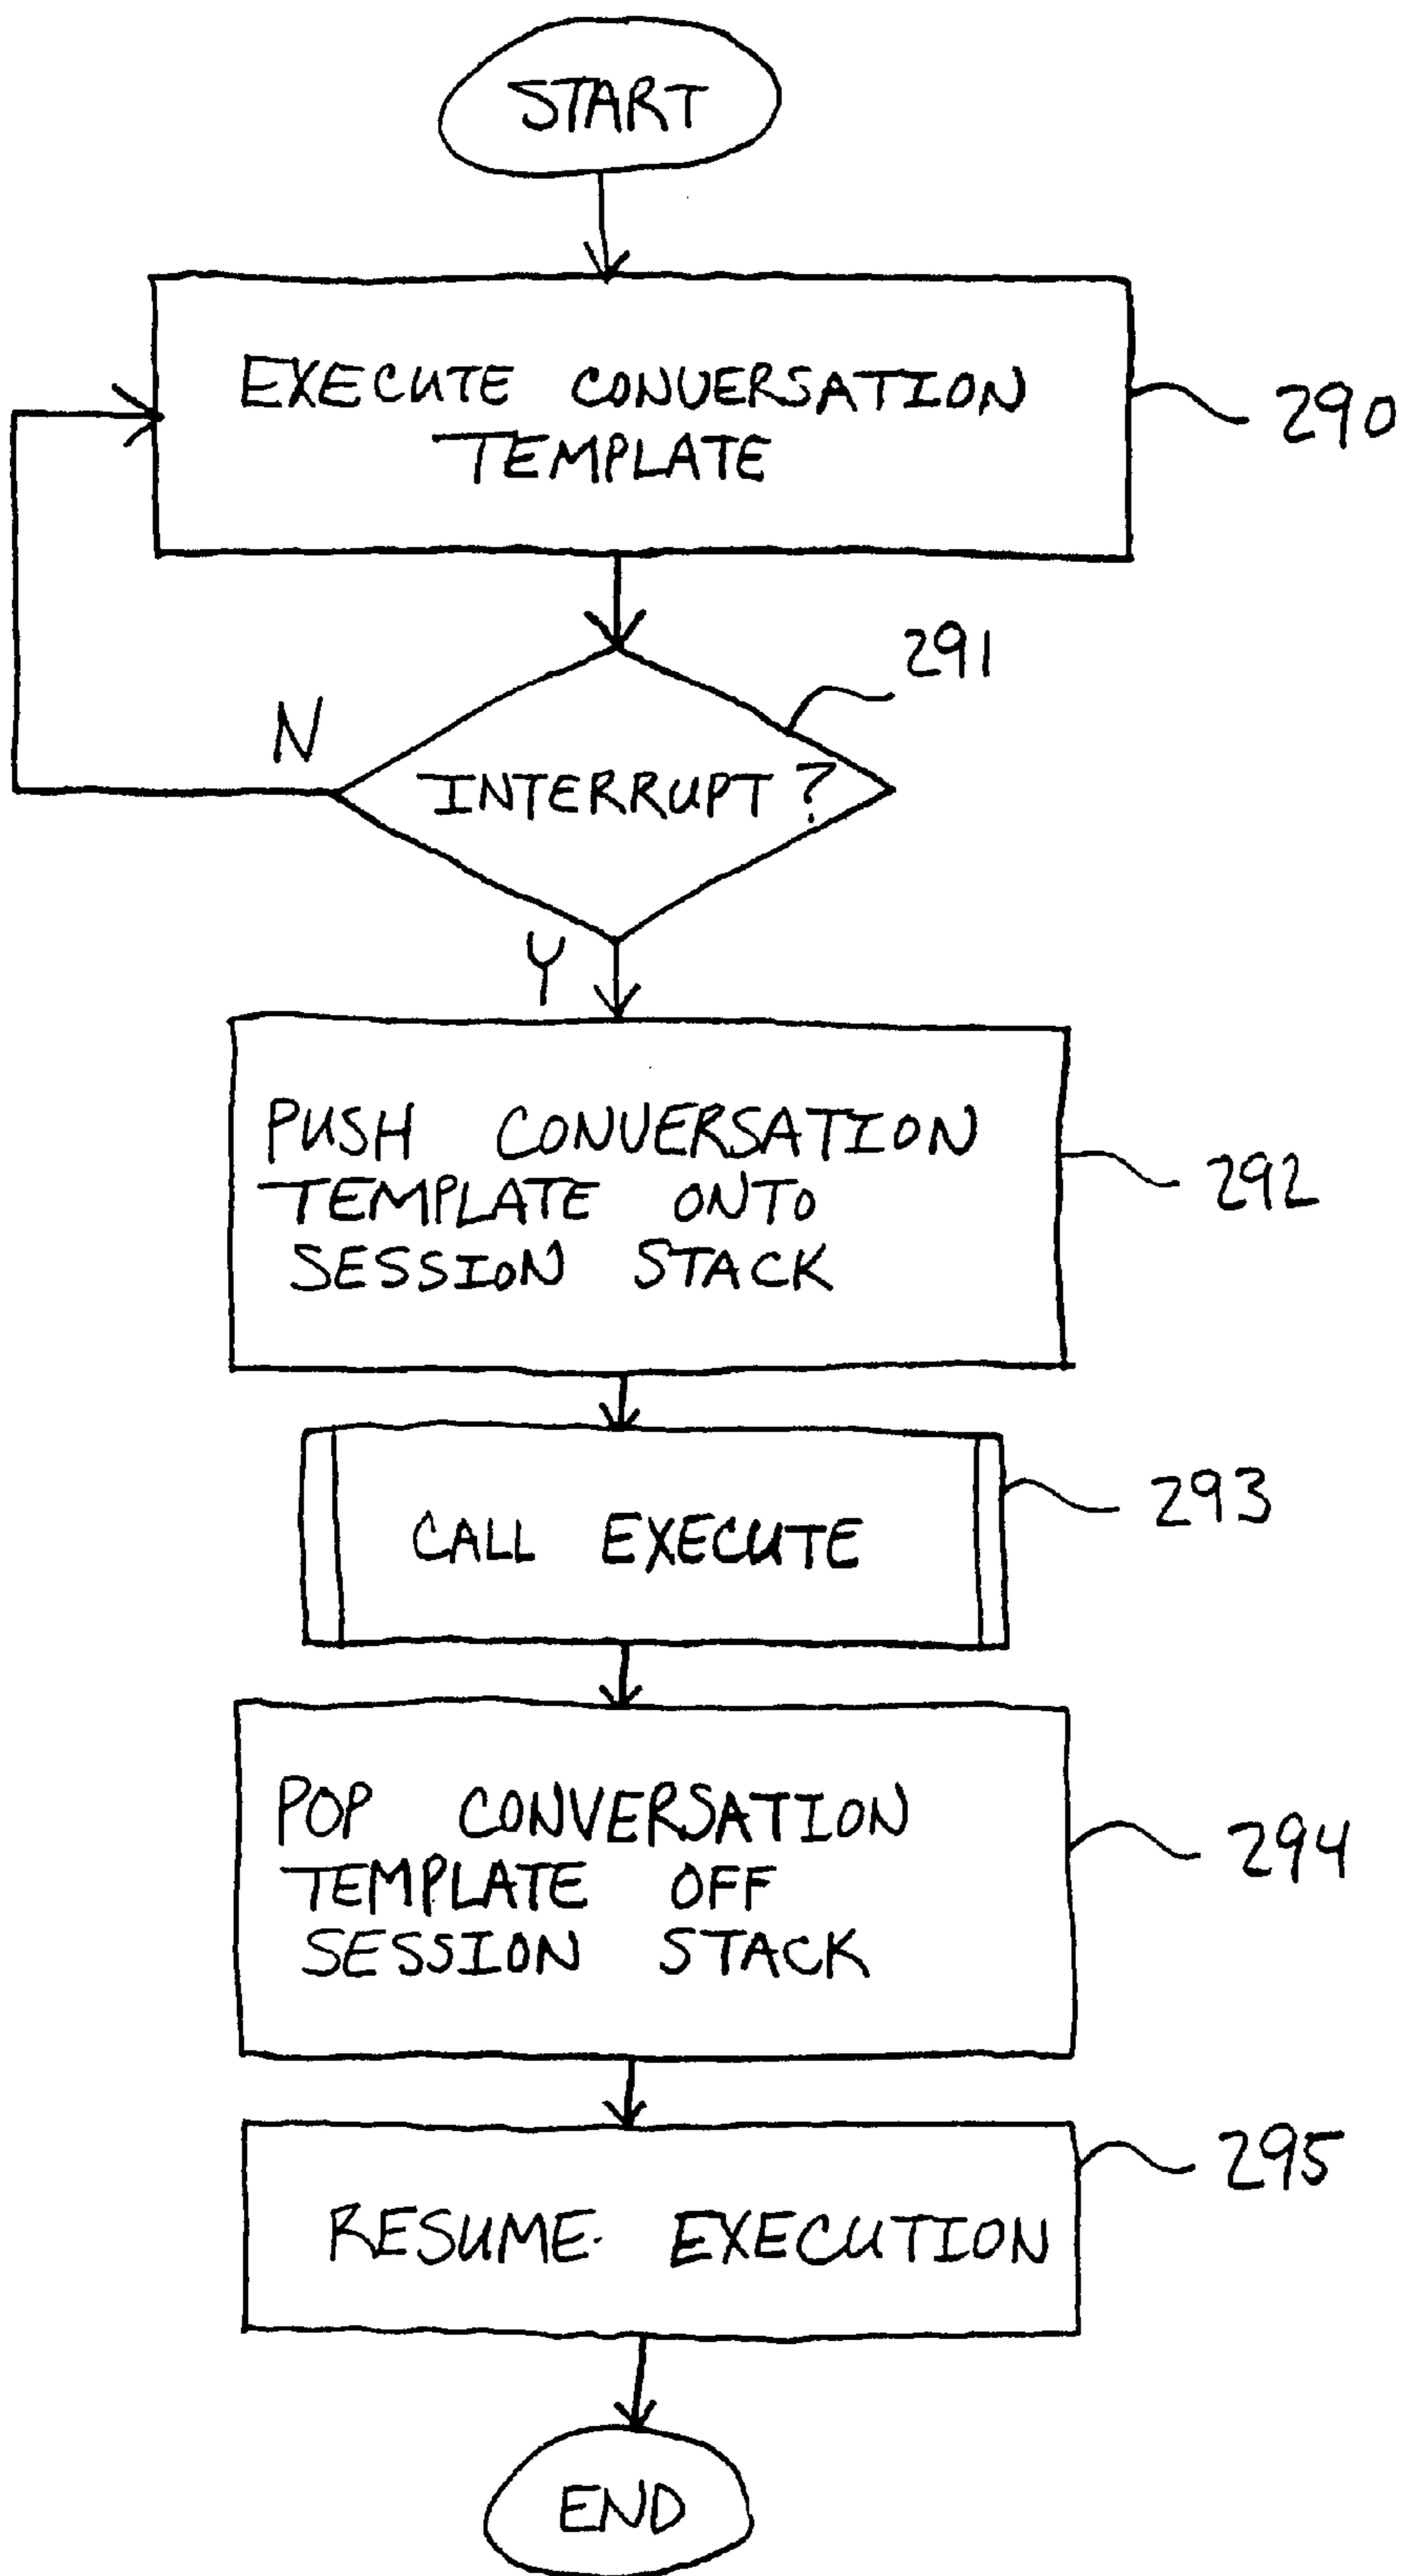 START
EXECUTE CONVERSATION
TEMPLATE
290
291
N
INTERRUPT ?
Y
PUSH CONVERSATION
TEMPLATE ONTO
SESSION STACK
292
CALL EXECUTE
293
POP CONVERSATION
TEMPLATE OFF
SESSION STACK
294
RESUME EXECUTION
295
END